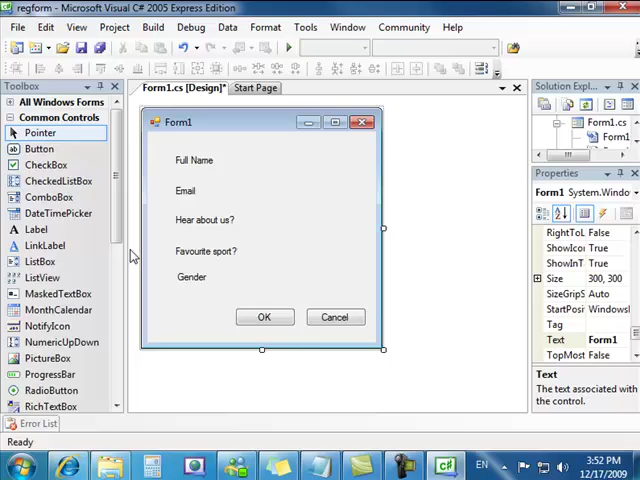 regform - Microsoft Visual C# 2005 Express Edition
File Edit View Project Build Debug Data Format Tools Window Community Help
Toolbox
All Windows Forms
Common Controls
Pointer
Button
CheckBox
CheckedListBox
ComboBox
DateTimePicker
Label
LinkLabel
ListBox
ListView
MaskedTextBox
MonthCalendar
NotifyIcon
NumericUpDown
PictureBox
ProgressBar
RadioButton
RichTextBox
Form1.cs [Design]* Start Page
Form1
Full Name
Email
Hear about us?
Favourite sport?
Gender
OK Cancel
Solution Expl...
Form1.cs
Form1
Properties
Form1 System.Windo
RightToL False
ShowIcon True
ShowInT True
Size 300, 300
SizeGripS Auto
StartPosi WindowsD
Tag
Text Form1
TopMost False
Text
The text associated with the control.
Error List
Ready
EN
3:52 PM
12/17/2009